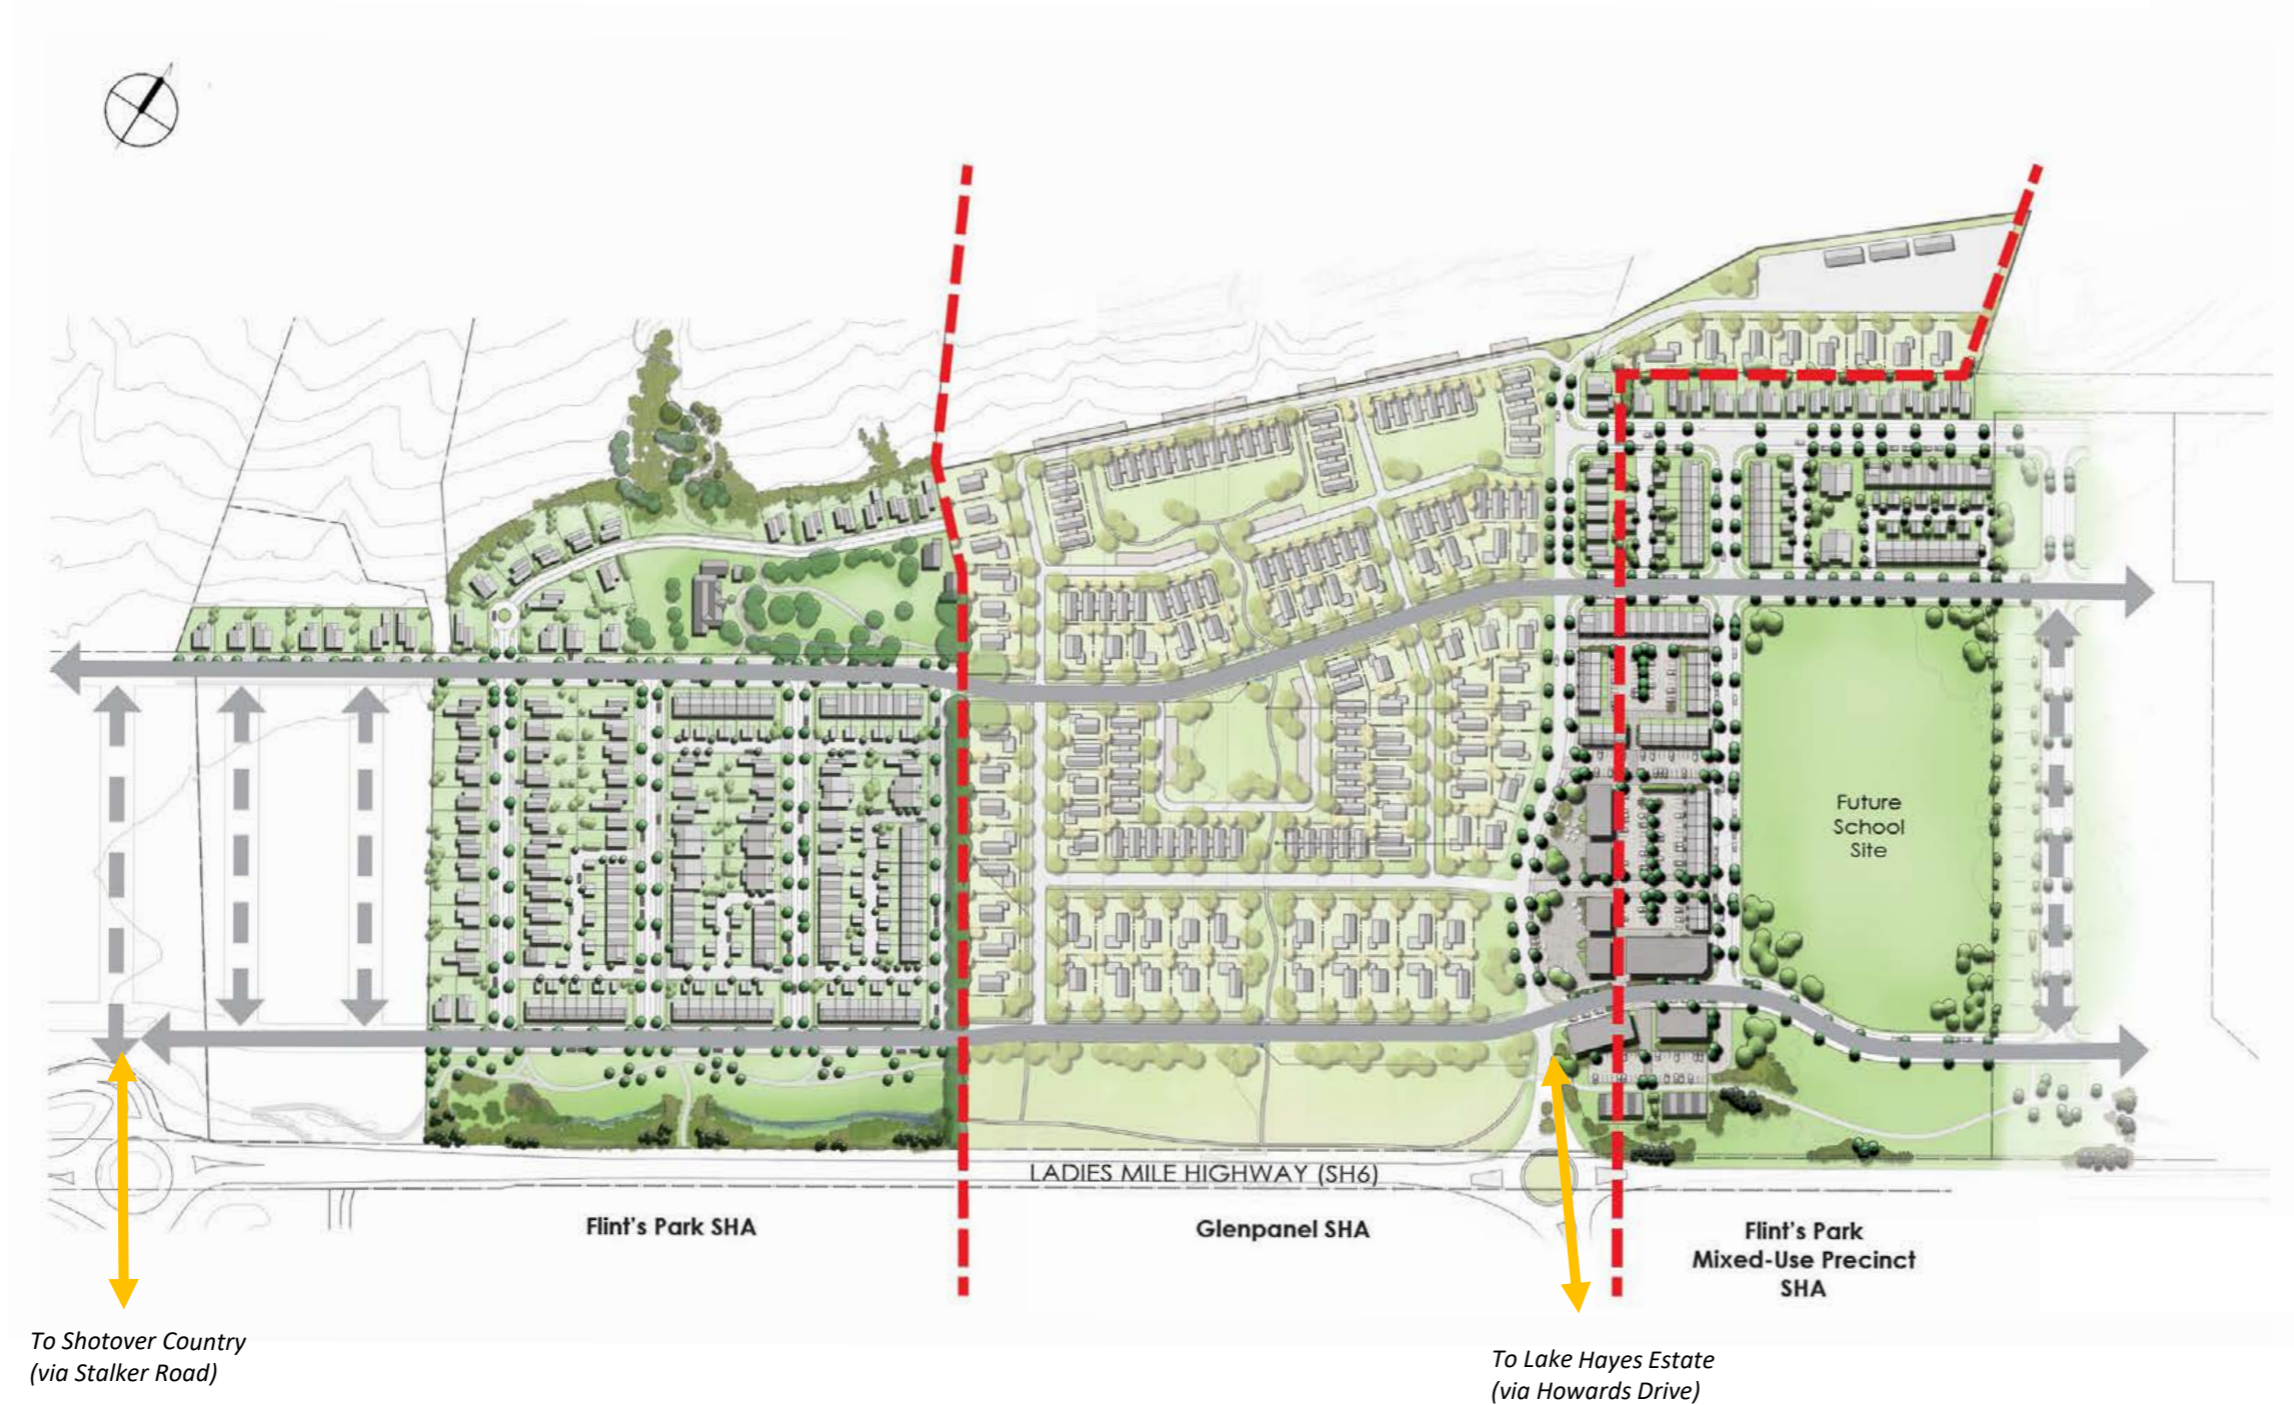 Future
School
Site
LADIES MILE HIGHWAY (SH6)
Flint's Park SHA
Glenpanel SHA
Flint's Park
Mixed-Use Precinct
SHA
To Shotover Country
(via Stalker Road)
To Lake Hayes Estate
(via Howards Drive)